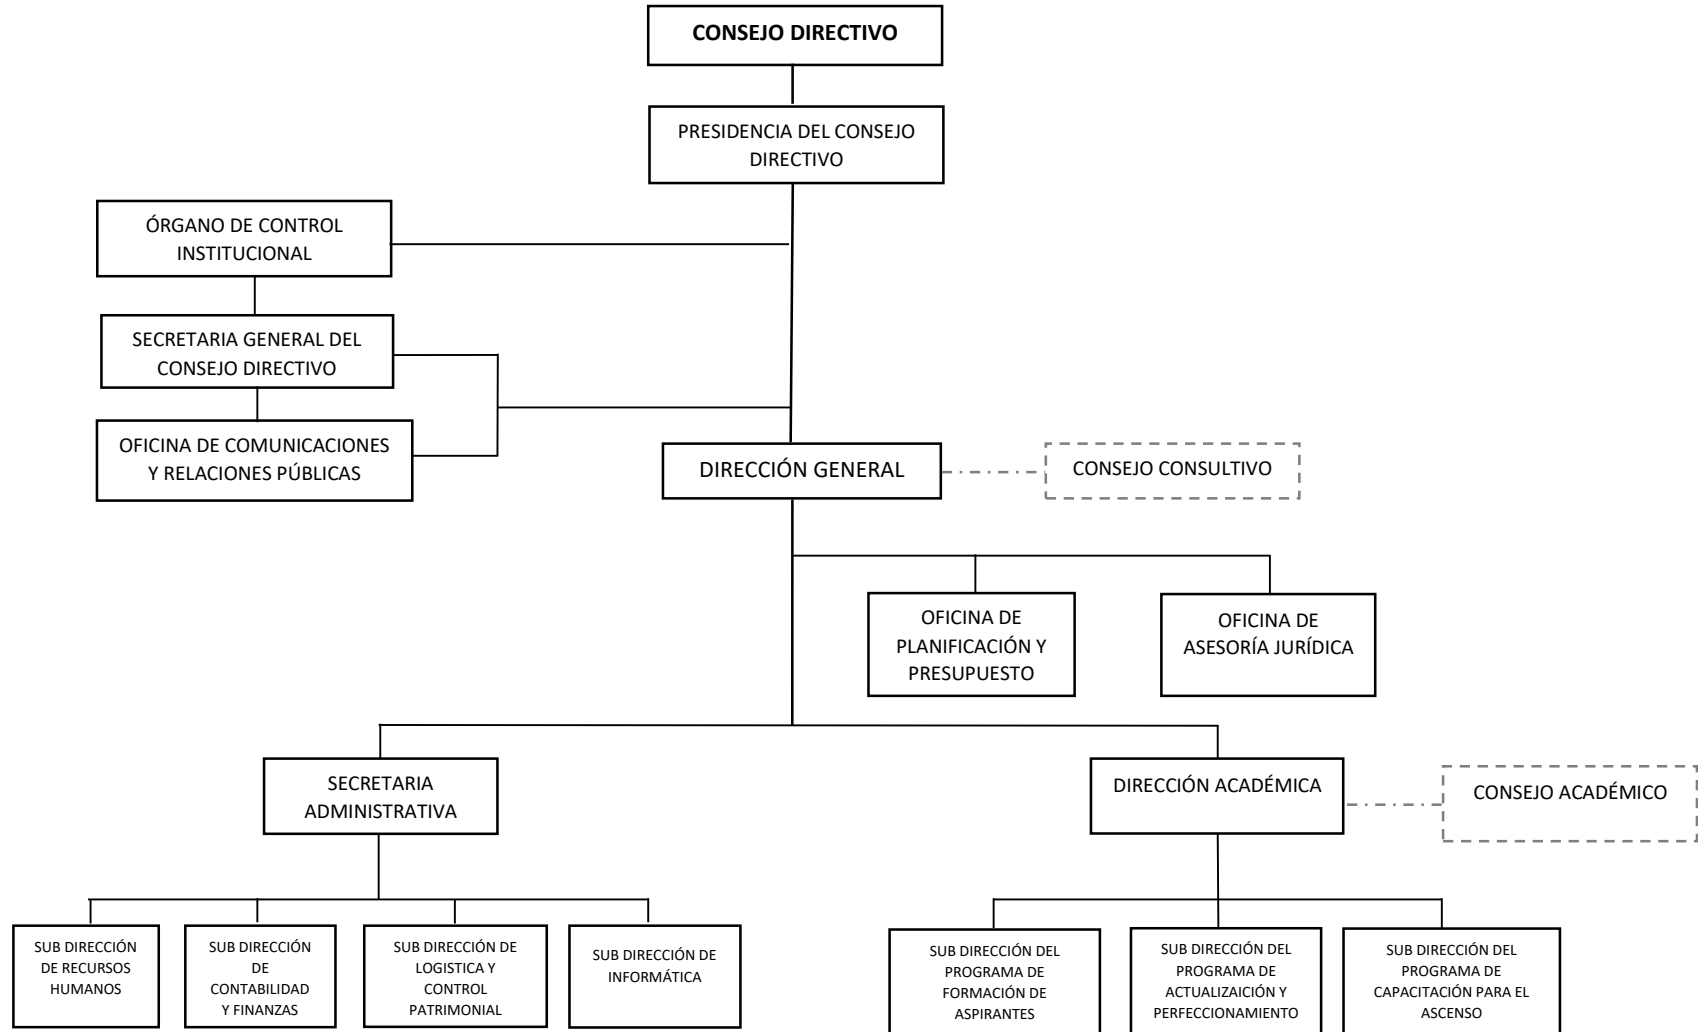 CONSEJO DIRECTIVO
PRESIDENCIA DEL CONSEJO
DIRECTIVO
ÓRGANO DE CONTROL
INSTITUCIONAL
SECRETARIA GENERAL DEL
CONSEJO DIRECTIVO
OFICINA DE COMUNICACIONES
Y RELACIONES PÚBLICAS
DIRECCIÓN GENERAL
CONSEJO CONSULTIVO
OFICINA DE
PLANIFICACIÓN Y
PRESUPUESTO
OFICINA DE
ASESORÍA JURÍDICA
SECRETARIA
ADMINISTRATIVA
DIRECCIÓN ACADÉMICA
CONSEJO ACADÉMICO
SUB DIRECCIÓN
DE RECURSOS
HUMANOS
SUB DIRECCIÓN
DE
CONTABILIDAD
Y FINANZAS
SUB DIRECCIÓN DE
LOGISTICA Y
CONTROL
PATRIMONIAL
SUB DIRECCIÓN DE
INFORMÁTICA
SUB DIRECCIÓN DEL
PROGRAMA DE
FORMACIÓN DE
ASPIRANTES
SUB DIRECCIÓN DEL
PROGRAMA DE
ACTUALIZAICIÓN Y
PERFECCIONAMIENTO
SUB DIRECCIÓN DEL
PROGRAMA DE
CAPACITACIÓN PARA EL
ASCENSO